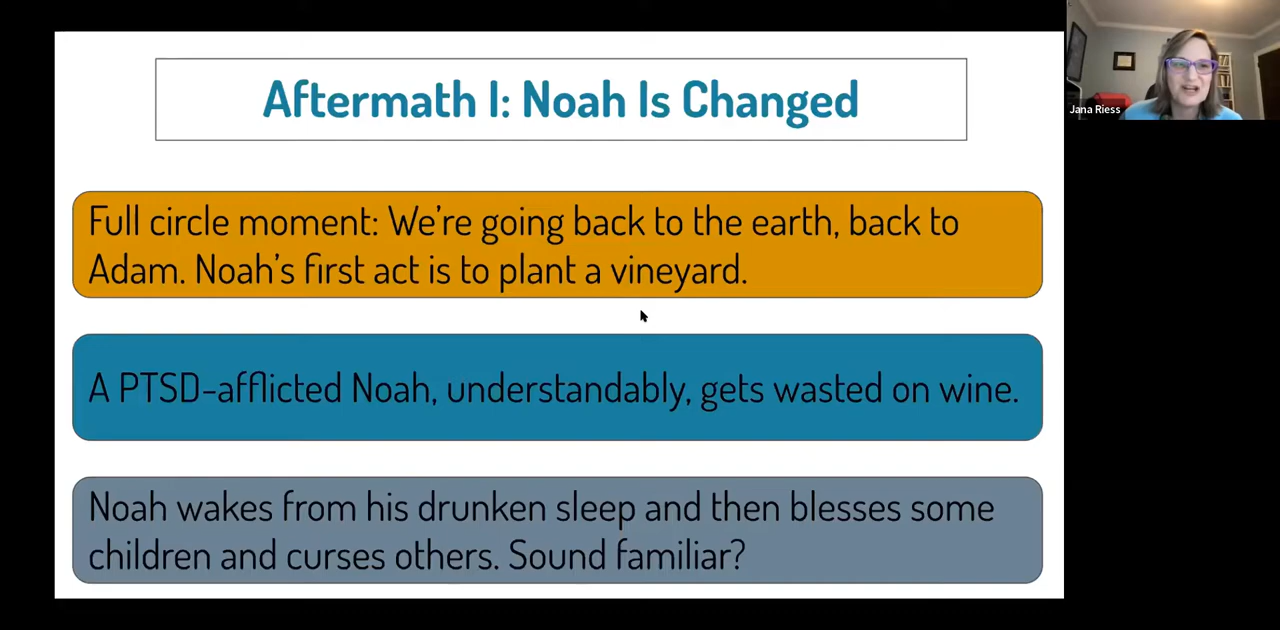 Aftermath I: Noah Is Changed
Jana Riess
Full circle moment: We're going back to the earth, back to
Adam. Noah's first act is to plant a vineyard.
A PTSD-afflicted Noah, understandably, gets wasted on wine.
Noah wakes from his drunken sleep and then blesses some
children and curses others. Sound familiar?